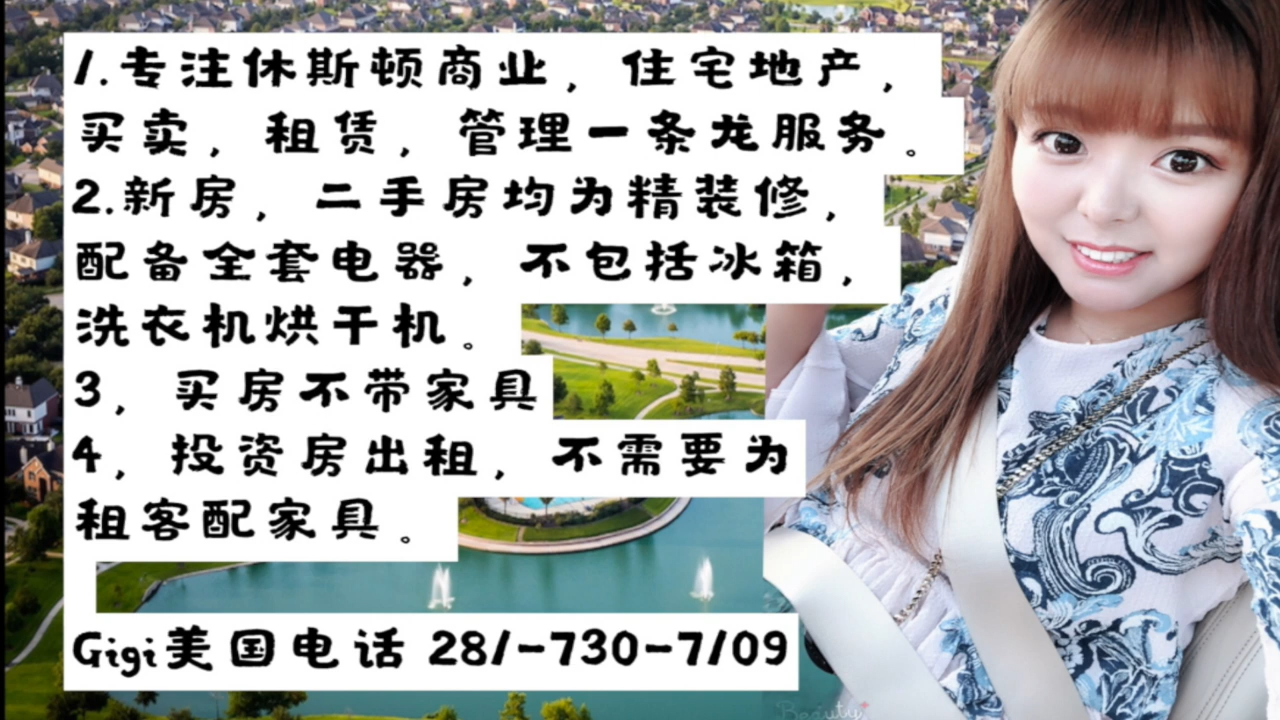 1.专注休斯顿商业，住宅地产，
买卖，租赁，管理一条龙服务。
2.新房，二手房均为精装修，
配备全套电器，不包括冰箱，
洗衣机烘干机。
3，买房不带家具
4，投资房出租，不需要为
租客配家具。
Gigi美国电话 281-730-7109
Beauty